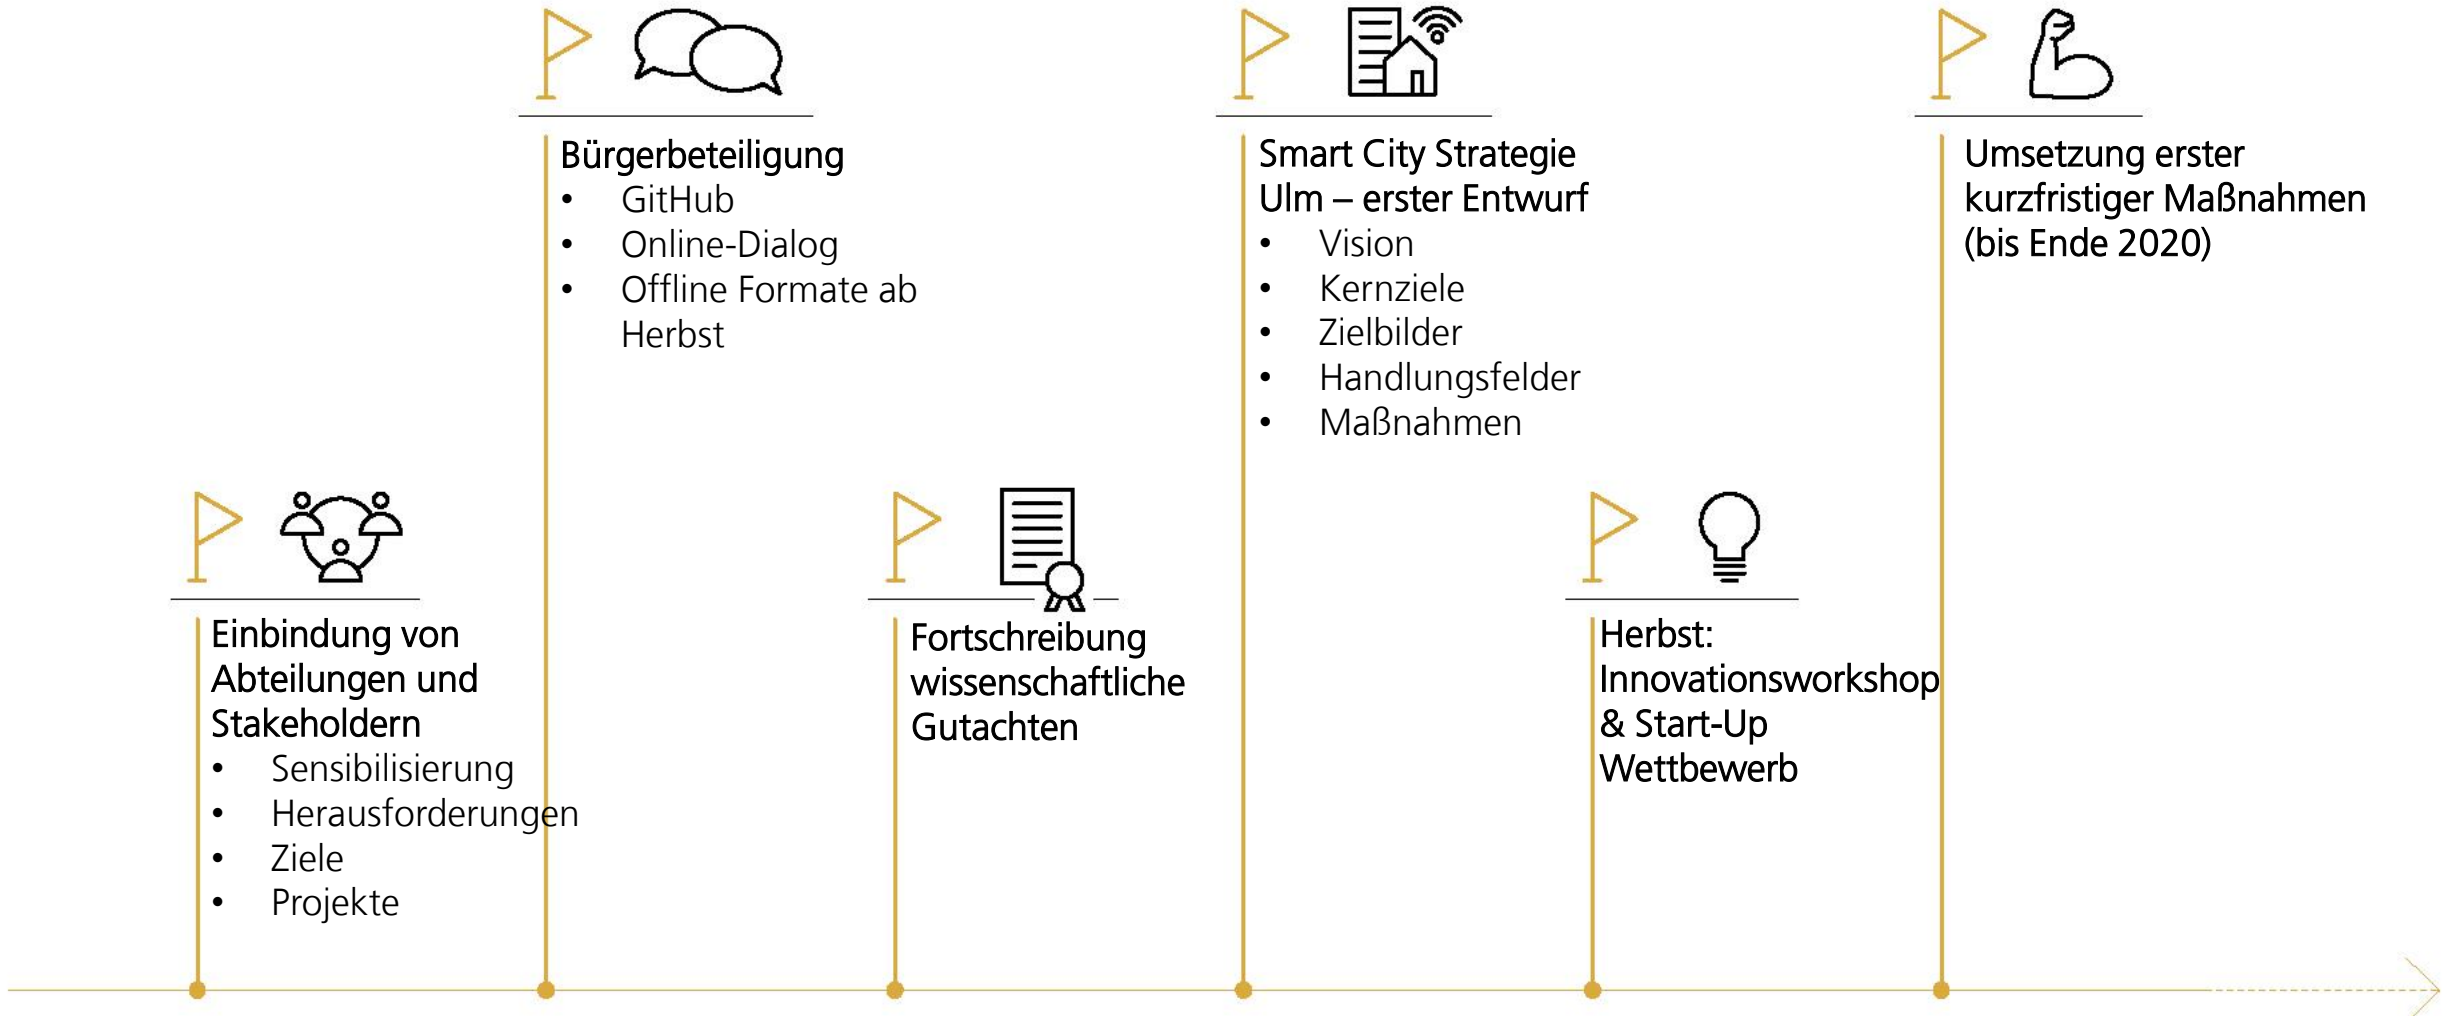 Bürgerbeteiligung
• GitHub
• Online-Dialog
• Offline Formate ab
Herbst
Smart City Strategie
Ulm – erster Entwurf
• Vision
• Kernziele
• Zielbilder
• Handlungsfelder
• Maßnahmen
Umsetzung erster
kurzfristiger Maßnahmen
(bis Ende 2020)
Einbindung von
Abteilungen und
Stakeholdern
• Sensibilisierung
• Herausforderungen
• Ziele
• Projekte
Fortschreibung
wissenschaftliche
Gutachten
Herbst:
Innovationsworkshop
& Start-Up
Wettbewerb